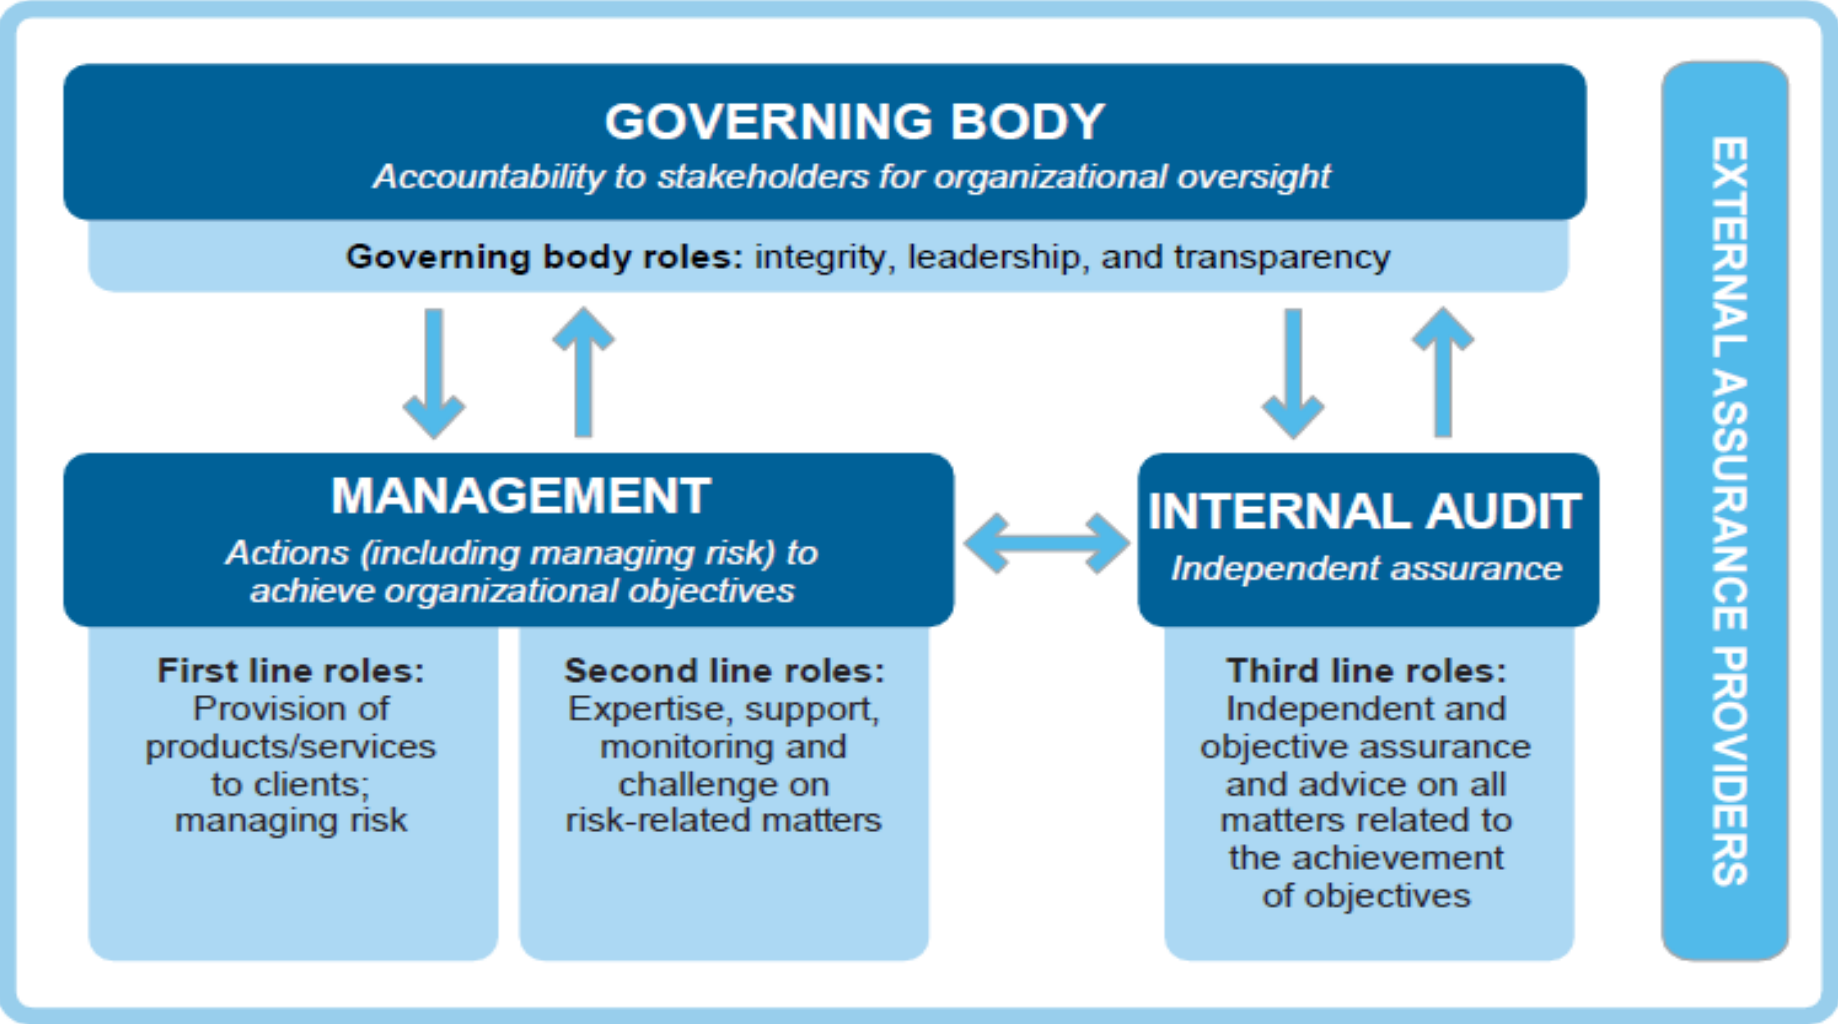 GOVERNING BODY
Accountability to stakeholders for organizational oversight
Governing body roles: integrity, leadership, and transparency
MANAGEMENT
Actions (including managing risk) to
achieve organizational objectives
First line roles:
Provision of
products/services
to clients;
managing risk
Second line roles:
Expertise, support,
monitoring and
challenge on
risk-related matters
INTERNAL AUDIT
Independent assurance
Third line roles:
Independent and
objective assurance
and advice on all
matters related to
the achievement
of objectives
EXTERNAL ASSURANCE PROVIDERS